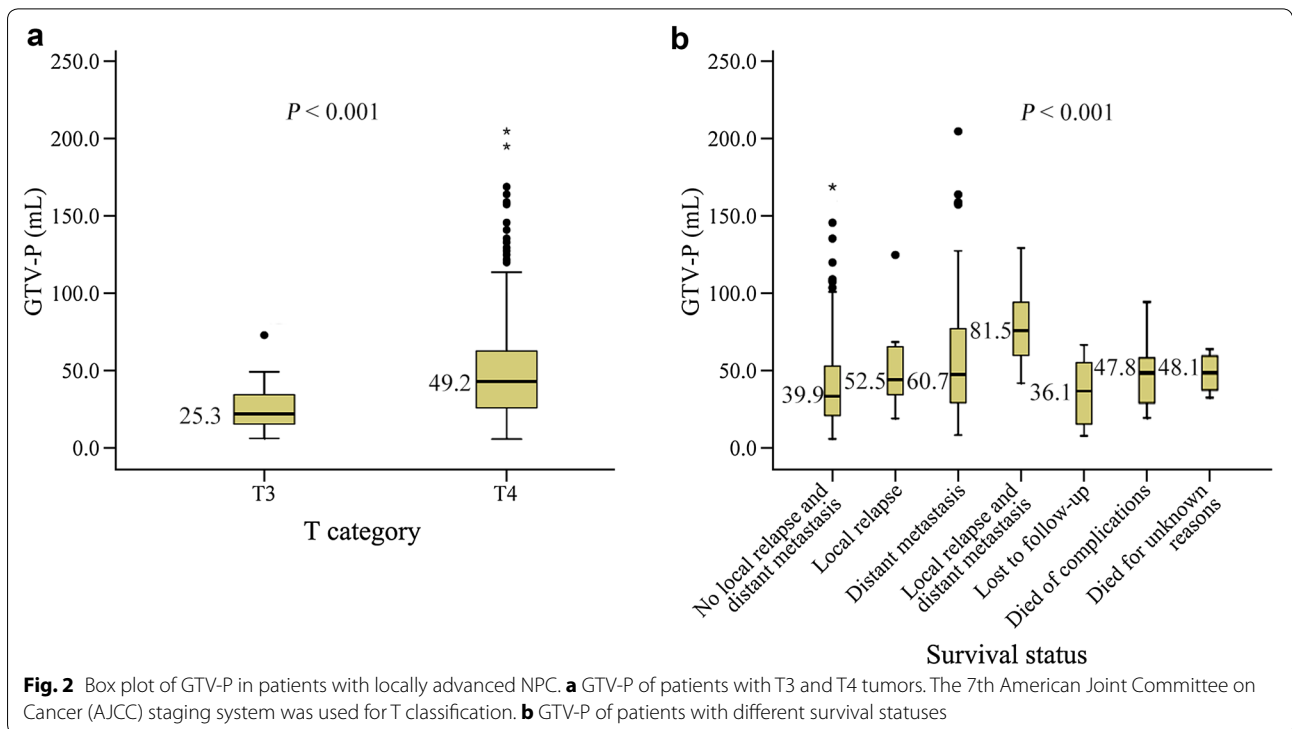 a
250.0
200.0
150.0
100.0
50.0
0.0
GTV-P (mL)
P < 0.001
*
*
25.3
49.2
T3
T4
T category
b
250.0
200.0
150.0
100.0
50.0
0.0
GTV-P (mL)
P < 0.001
*
39.9
52.5
60.7
81.5
36.1
47.8
48.1
No local relapse and
distant metastasis
Local relapse
Distant metastasis
Local relapse and
distant metastasis
Lost to follow-up
Died of complications
Died for unknown
reasons
Survival status
Fig. 2 Box plot of GTV-P in patients with locally advanced NPC. a GTV-P of patients with T3 and T4 tumors. The 7th American Joint Committee on
Cancer (AJCC) staging system was used for T classification. b GTV-P of patients with different survival statuses